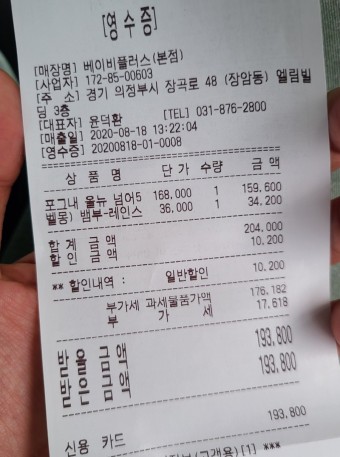 [영수증]
[매장명] 베이비플러스(본점)
[사업자] 172-85-00603
[주 소] 경기 의정부시 장곡로 48 (장암동) 엘림빌
딩 3층
[대표자] 윤덕환 [TEL] 031-876-2800
[매출일] 2020-08-18 13:22:04
[영수증] 20200818-01-0008
상 품 명 단 가 수량 금 액
포그내 올뉴 넘어5 168,000 1 159,600
벨몽) 뱀부-레인스 36,000 1 34,200
합 계 금 액 204,000
할 인 금 액 10,200
** 할인내역 : 일반할인 10,200
부가세 과세물품가액 176,182
부 가 세 17,618
받을금액 193,800
받은금액 193,800
신용 카드 193,800
(고객용)[1] ***